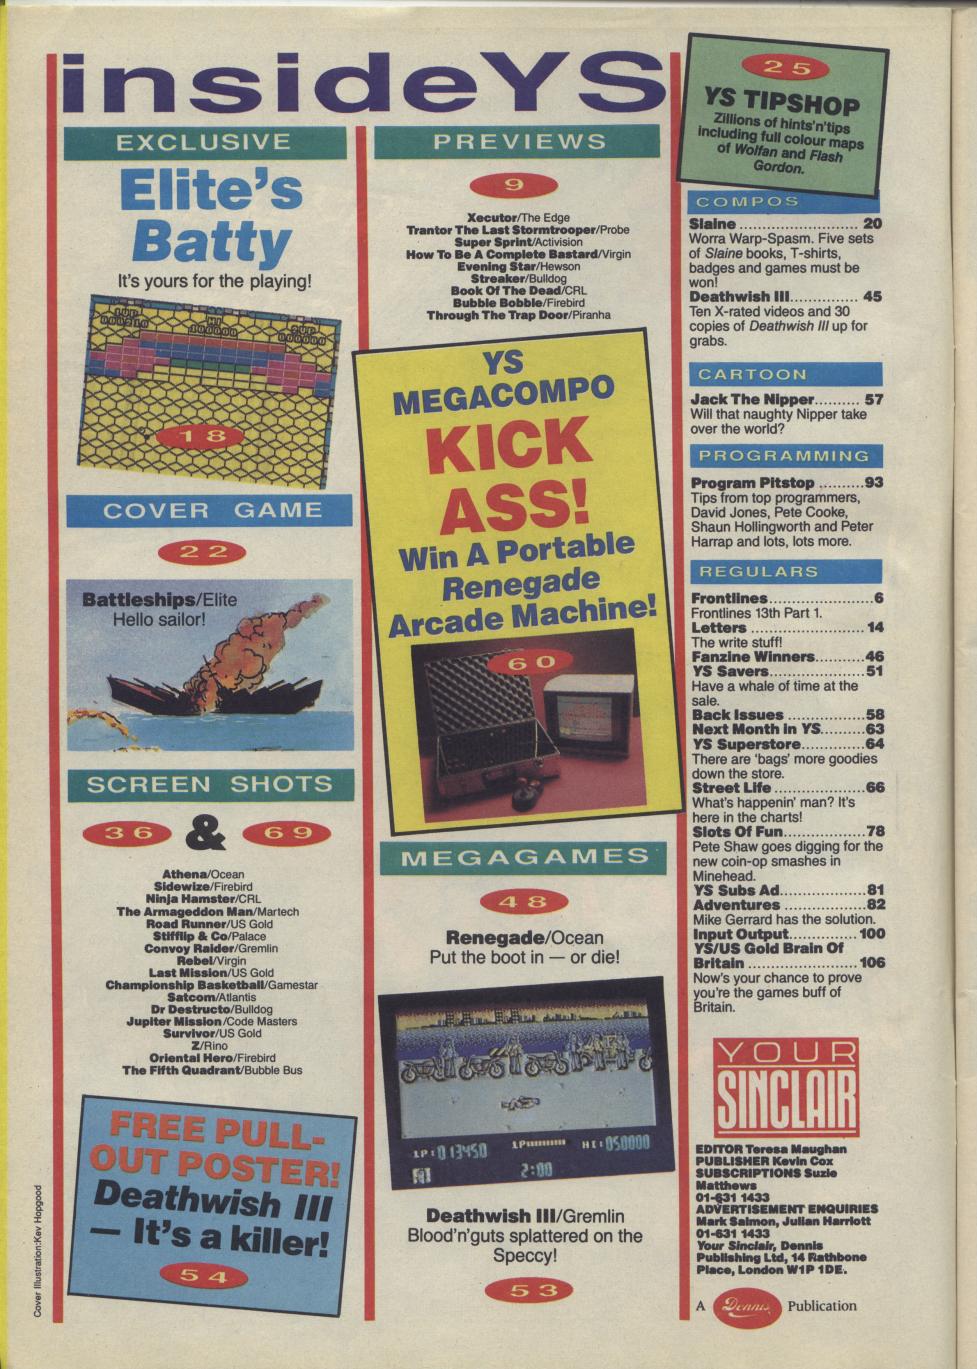 insideYS
EXCLUSIVE
Elite's
Batty
It's yours for the playing!
1UP
HI
2UP
100000
000000
18
COVER GAME
22
Battleships/Elite
Hello sailor!
SCREEN SHOTS
36 & 69
Athena/Ocean
Sidewize/Firebird
Ninja Hamster/CRL
The Armageddon Man/Martech
Road Runner/US Gold
Stifflip & Co/Palace
Convoy Raider/Gremlin
Rebel/Virgin
Last Mission/US Gold
Championship Basketball/Gamestar
Satcom/Atlantis
Dr Destructo/Bulldog
Jupiter Mission/Code Masters
Survivor/US Gold
Z/Rino
Oriental Hero/Firebird
The Fifth Quadrant/Bubble Bus
FREE PULL-
OUT POSTER!
Deathwish III
— It's a killer!
54
Cover Illustration:Kev Hopgood
PREVIEWS
9
Xecutor/The Edge
Trantor The Last Stormtrooper/Probe
Super Sprint/Activision
How To Be A Complete Bastard/Virgin
Evening Star/Hewson
Streaker/Bulldog
Book Of The Dead/CRL
Bubble Bobble/Firebird
Through The Trap Door/Piranha
YS
MEGACOMPO
KICK
ASS!
Win A Portable
Renegade
Arcade Machine!
60
MEGAGAMES
48
Renegade/Ocean
Put the boot in — or die!
1P:013450 1P HI:050000
2:00
Deathwish III/Gremlin
Blood'n'guts splattered on the
Speccy!
53
25
YS TIPSHOP
Zillions of hints'n'tips
including full colour maps
of Wolfan and Flash
Gordon.
COMPOS
Slaine .......................... 20
Worra Warp-Spasm. Five sets
of Slaine books, T-shirts,
badges and games must be
won!
Deathwish III............... 45
Ten X-rated videos and 30
copies of Deathwish III up for
grabs.
CARTOON
Jack The Nipper.......... 57
Will that naughty Nipper take
over the world?
PROGRAMMING
Program Pitstop ..........93
Tips from top programmers,
David Jones, Pete Cooke,
Shaun Hollingworth and Peter
Harrap and lots, lots more.
REGULARS
Frontlines.......................6
Frontlines 13th Part 1.
Letters ......................... 14
The write stuff!
Fanzine Winners...........46
YS Savers.....................51
Have a whale of time at the
sale.
Back Issues .................58
Next Month in YS..........63
YS Superstore..............64
There are 'bags' more goodies
down the store.
Street Life ....................66
What's happenin' man? It's
here in the charts!
Slots Of Fun..................78
Pete Shaw goes digging for the
new coin-op smashes in
Minehead.
YS Subs Ad...................81
Adventures ..................82
Mike Gerrard has the solution.
Input Output...............100
YS/US Gold Brain Of
Britain ........................106
Now's your chance to prove
you're the games buff of
Britain.
YOUR
SINCLAIR
EDITOR Teresa Maughan
PUBLISHER Kevin Cox
SUBSCRIPTIONS Suzie
Matthews
01-631 1433
ADVERTISEMENT ENQUIRIES
Mark Salmon, Julian Harriott
01-631 1433
Your Sinclair, Dennis
Publishing Ltd, 14 Rathbone
Place, London W1P 1DE.
A Dennis Publication